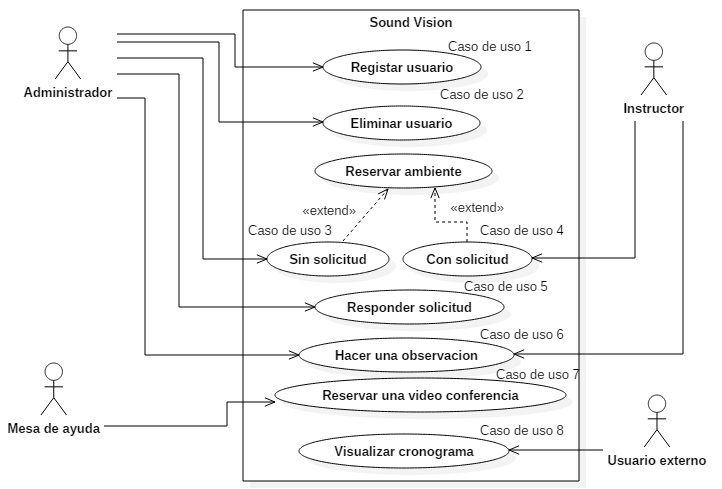 Sound Vision
Caso de uso 1
Registar usuario
Administrador
Caso de uso 2
Instructor
Eliminar usuario
Reservar ambiente
«extend»
«extend»
Caso de uso 3
Caso de uso 4
Sin solicitud
Con solicitud
Caso de uso 5
Responder solicitud
Caso de uso 6
Hacer una observacion
Caso de uso 7
Reservar una video conferencia
Mesa de ayuda
Caso de uso 8
Visualizar cronograma
Usuario externo